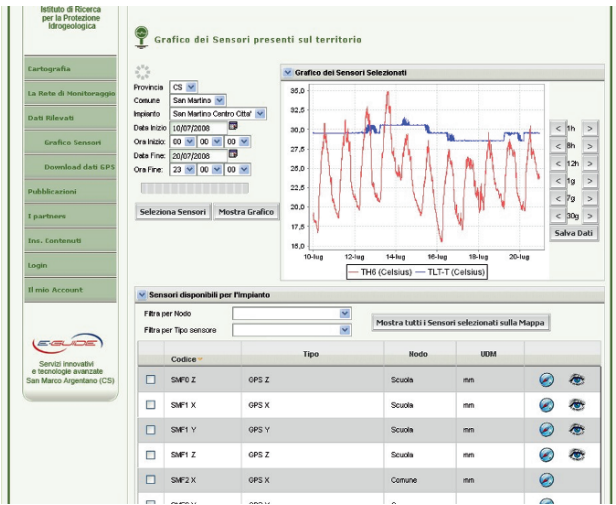 Istituto di Ricerca
per la Protezione
Idrogeologica
Cartografia
La Rete di Monitoraggio
Dati Rilevati
Grafico Sensori
Download dati GPS
Pubblicazioni
I partners
Ins. Contenuti
Login
Il mio Account
E-GUIDE
Servizi innovativi
e tecnologie avanzate
San Marco Argentano (CS)
Grafico dei Sensori presenti sul territorio
Provincia CS
Comune San Martino
Impianto San Martino Centro Citta'
Data Inizio 10/07/2008
Ora Inizio: 00 00 00
Data Fine: 20/07/2008
Ora Fine: 23 00 00
Seleziona Sensori Mostra Grafico
Grafico dei Sensori Selezionati
35,0
32,5
30,0
27,5
25,0
22,5
20,0
17,5
15,0
10-lug 12-lug 14-lug 16-lug 18-lug 20-lug
TH6 (Celsius) TLT-T (Celsius)
< 1h >
< 6h >
< 12h >
< 1g >
< 7g >
< 30g >
Salva Dati
Sensori disponibili per l'Impianto
Filtra per Nodo
Filtra per Tipo sensore
Mostra tutti i Sensori selezionati sulla Mappa
Codice Tipo Nodo UDM
SMF0 Z GPS Z Scuola mm
SMF1 X GPS X Scuola mm
SMF1 Y GPS Y Scuola mm
SMF1 Z GPS Z Scuola mm
SMF2 X GPS X Comune mm